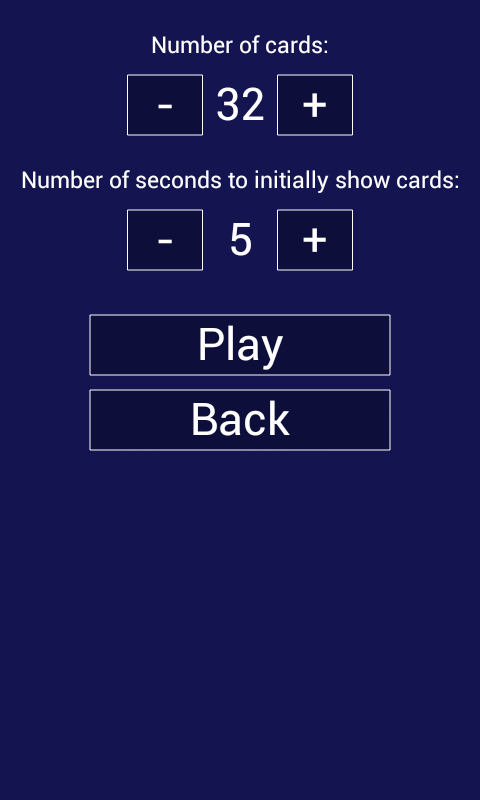 Number of cards:
- 32 +
Number of seconds to initially show cards:
- 5 +
Play
Back